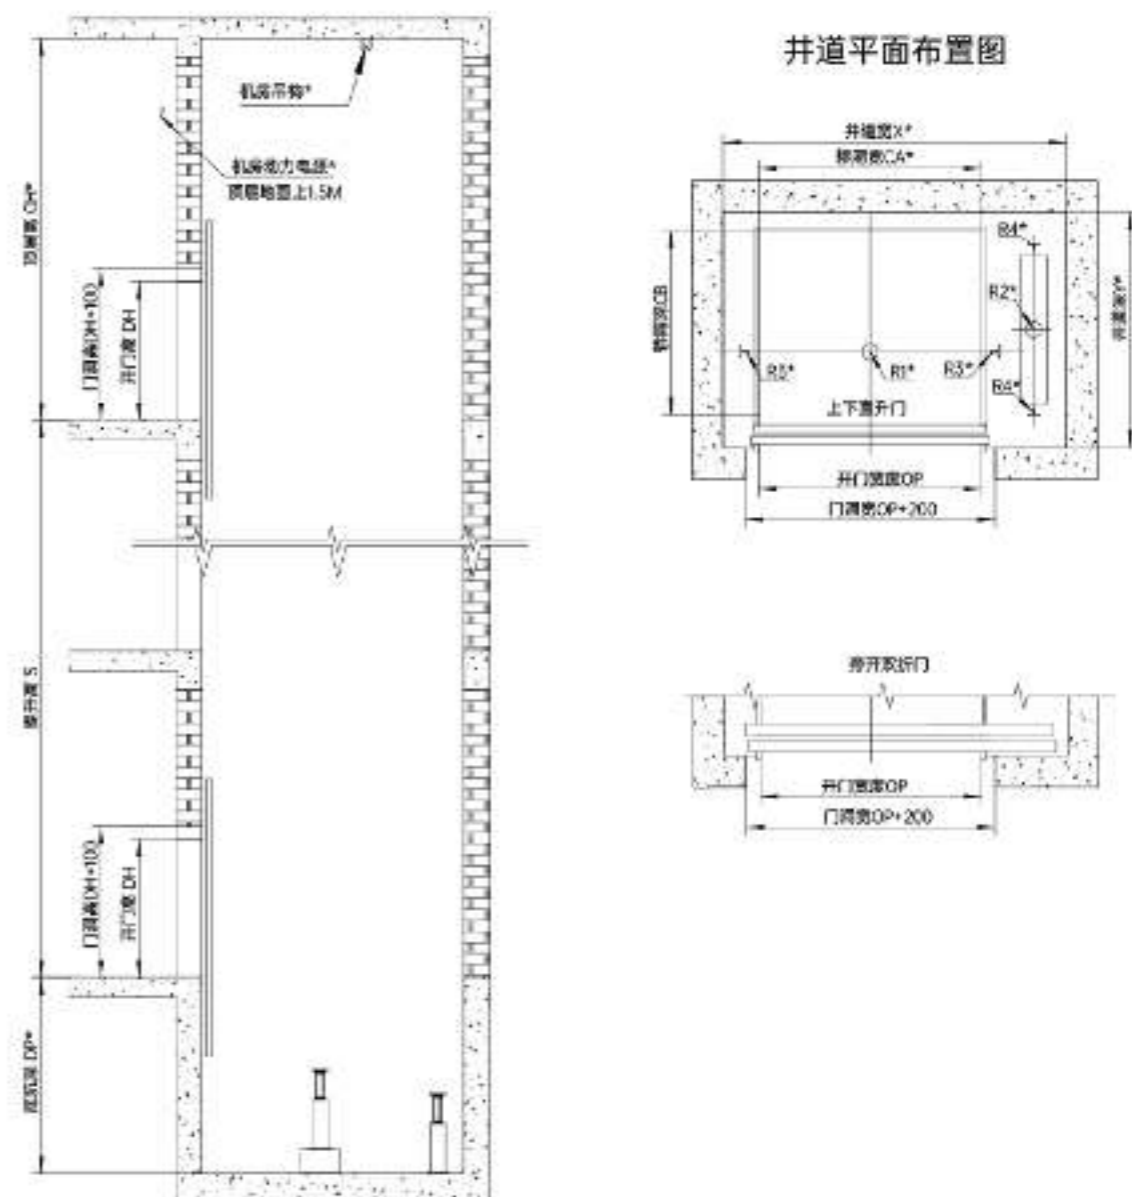 井道平面布置图
机房吊钩*
机房动力电源*
顶层地面上1.5M
顶层高 OH*
门洞高DH+100
开门高 DH
提升高 S
门洞高DH+100
开门高 DH
底坑深 DP*
井道宽X*
轿厢宽CA*
轿厢深CB
井道深Y*
R4*
R2*
R3*
R1*
R3*
R4*
上下直升门
开门宽度OP
门洞宽OP+200
旁开双折门
开门宽度OP
门洞宽OP+200